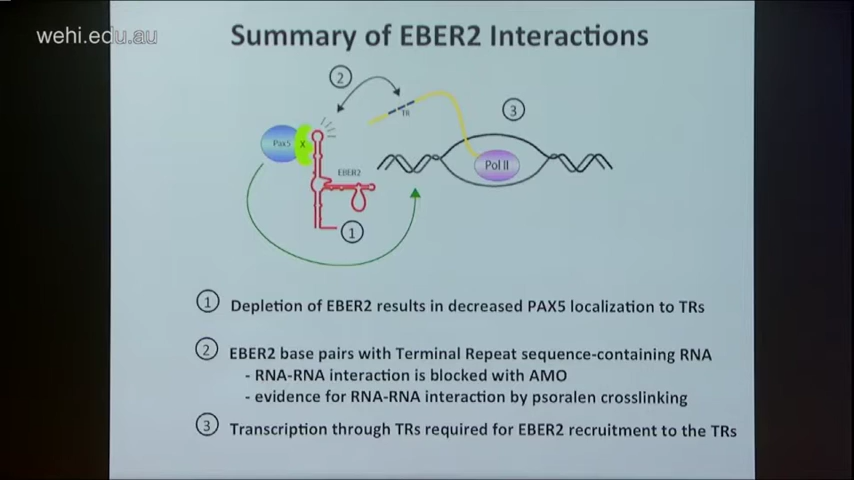 wehi.edu.au
Summary of EBER2 Interactions
2
TR
3
Pax5
X
Pol II
EBER2
1
1 Depletion of EBER2 results in decreased PAX5 localization to TRs
2 EBER2 base pairs with Terminal Repeat sequence-containing RNA
- RNA-RNA interaction is blocked with AMO
- evidence for RNA-RNA interaction by psoralen crosslinking
3 Transcription through TRs required for EBER2 recruitment to the TRs